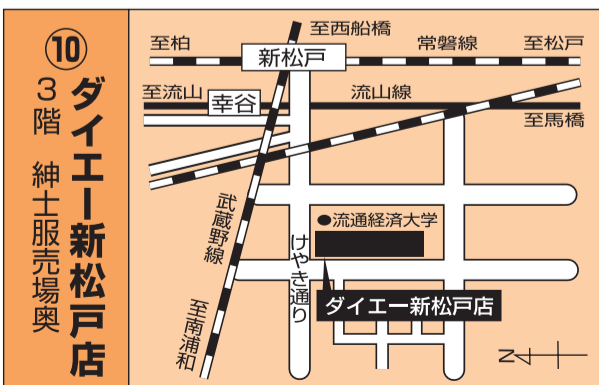 ⑩
ダイエー新松戸店
3階 紳士服売場奥
至西船橋
至柏
新松戸
常磐線
至松戸
至流山
幸谷
流山線
至馬橋
武蔵野線
●流通経済大学
けやき通り
ダイエー新松戸店
至南浦和
N